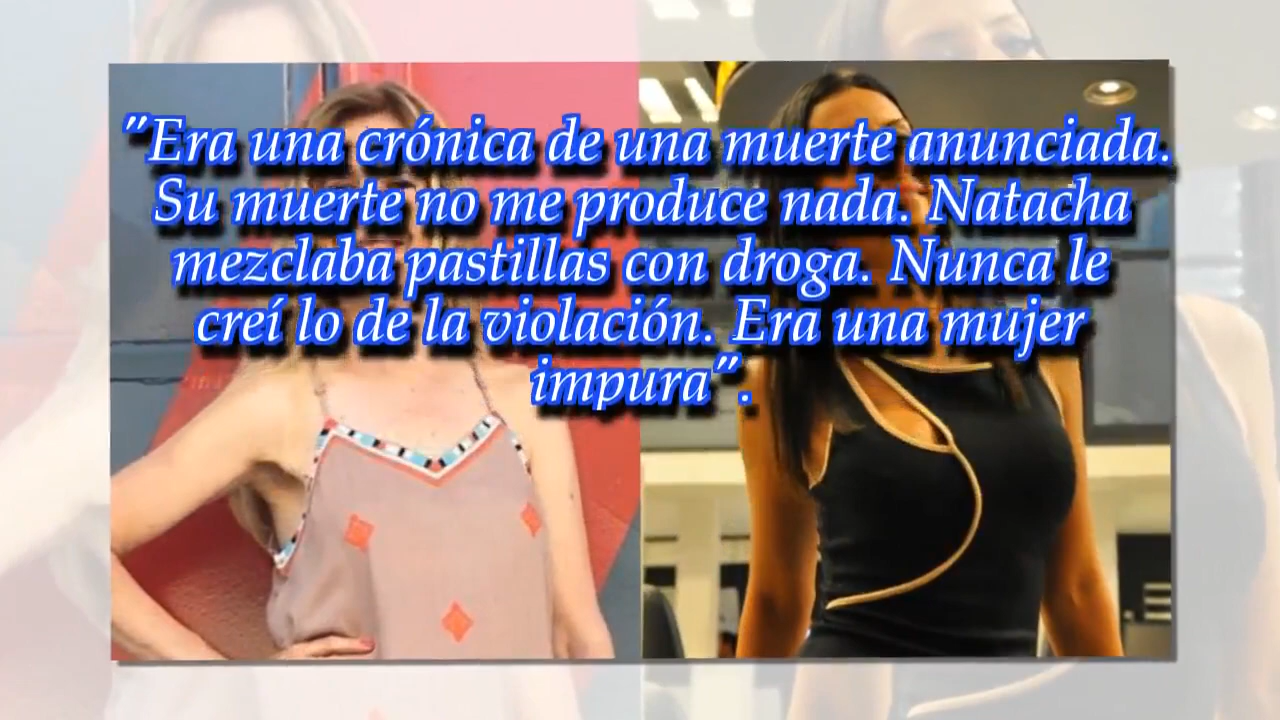 "Era una crónica de una muerte anunciada.
Su muerte no me produce nada. Natacha
mezclaba pastillas con droga. Nunca le
creí lo de la violación. Era una mujer
impura".